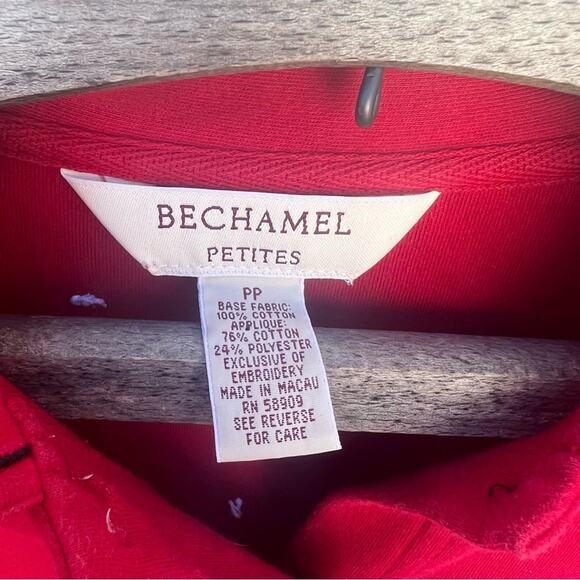 BECHAMEL
PETITES
PP
BASE FABRIC:
100% COTTON
APPLIQUE:
76% COTTON
24% POLYESTER
EXCLUSIVE OF
EMBROIDERY
MADE IN MACAU
RN 58909
SEE REVERSE
FOR CARE